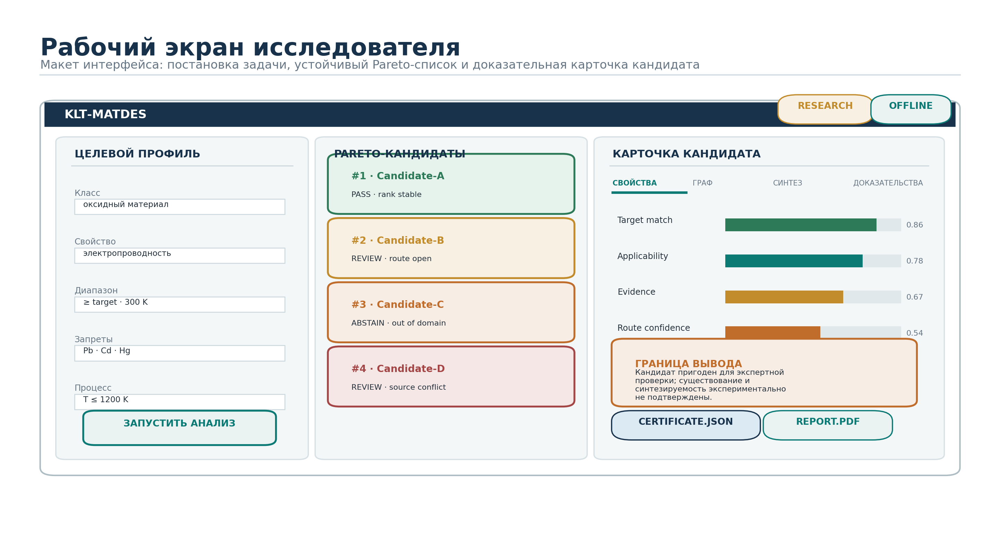 Рабочий экран исследователя
Макет интерфейса: постановка задачи, устойчивый Pareto-список и доказательная карточка кандидата
KLT-MATDES
RESEARCH
OFFLINE
ЦЕЛЕВОЙ ПРОФИЛЬ
Класс
оксидный материал
Свойство
электропроводность
Диапазон
≥ target · 300 K
Запреты
Pb · Cd · Hg
Процесс
T ≤ 1200 K
ЗАПУСТИТЬ АНАЛИЗ
PARETO-КАНДИДАТЫ
#1 · Candidate-A
PASS · rank stable
#2 · Candidate-B
REVIEW · route open
#3 · Candidate-C
ABSTAIN · out of domain
#4 · Candidate-D
REVIEW · source conflict
КАРТОЧКА КАНДИДАТА
СВОЙСТВА
ГРАФ
СИНТЕЗ
ДОКАЗАТЕЛЬСТВА
Target match
0.86
Applicability
0.78
Evidence
0.67
Route confidence
0.54
ГРАНИЦА ВЫВОДА
Кандидат пригоден для экспертной
проверки; существование и
синтезируемость экспериментально
не подтверждены.
CERTIFICATE.JSON
REPORT.PDF